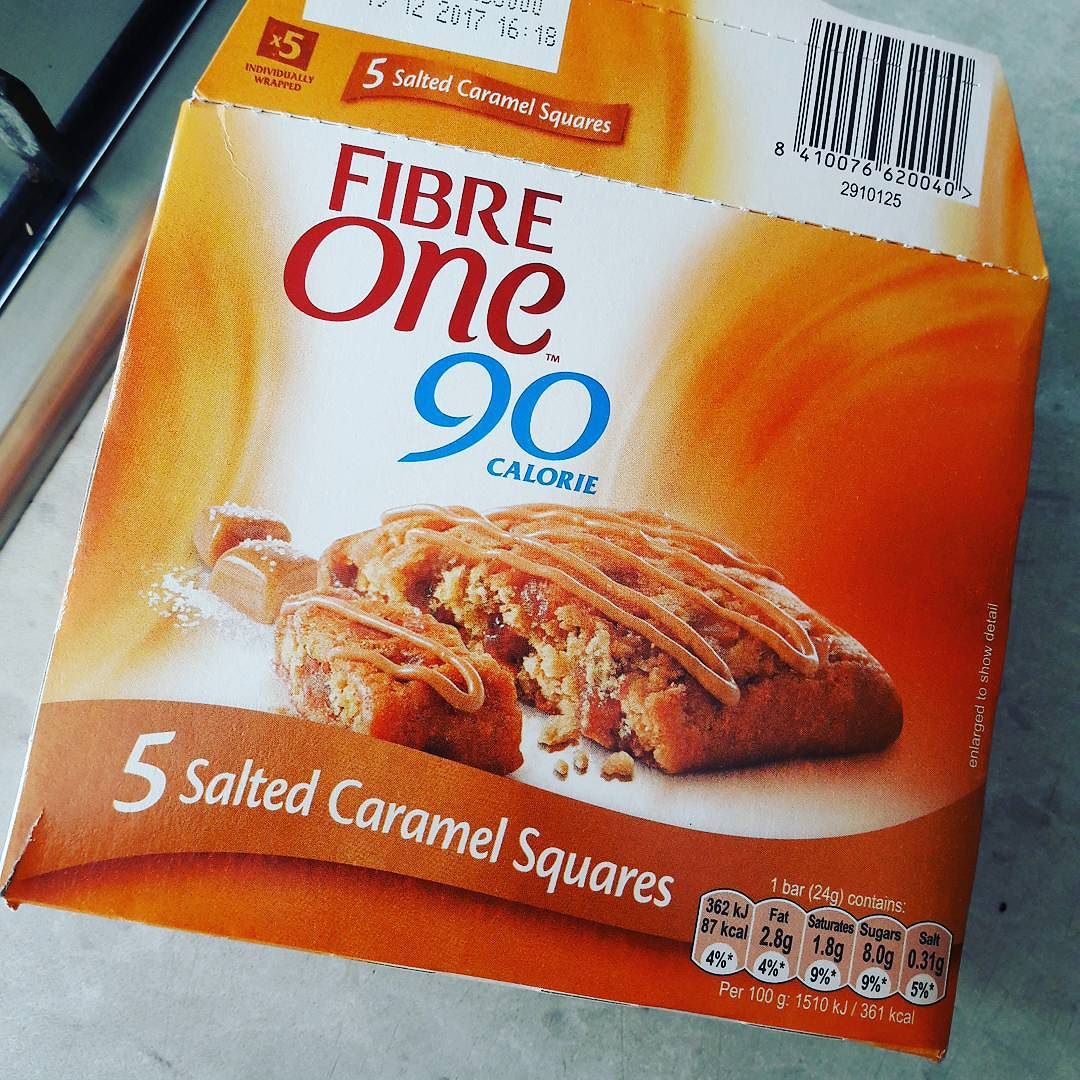 12 2017 16:18
x5
INDIVIDUALLY
WRAPPED
5 Salted Caramel Squares
8 410076 620040 >
2910125
FIBRE
One™
90
CALORIE
enlarged to show detail
5 Salted Caramel Squares
1 bar (24g) contains:
362 kJ Fat Saturates Sugars Salt
87 kcal 2.8g 1.8g 8.0g 0.31g
4%* 4%* 9%* 9%* 5%*
Per 100 g: 1510 kJ / 361 kcal